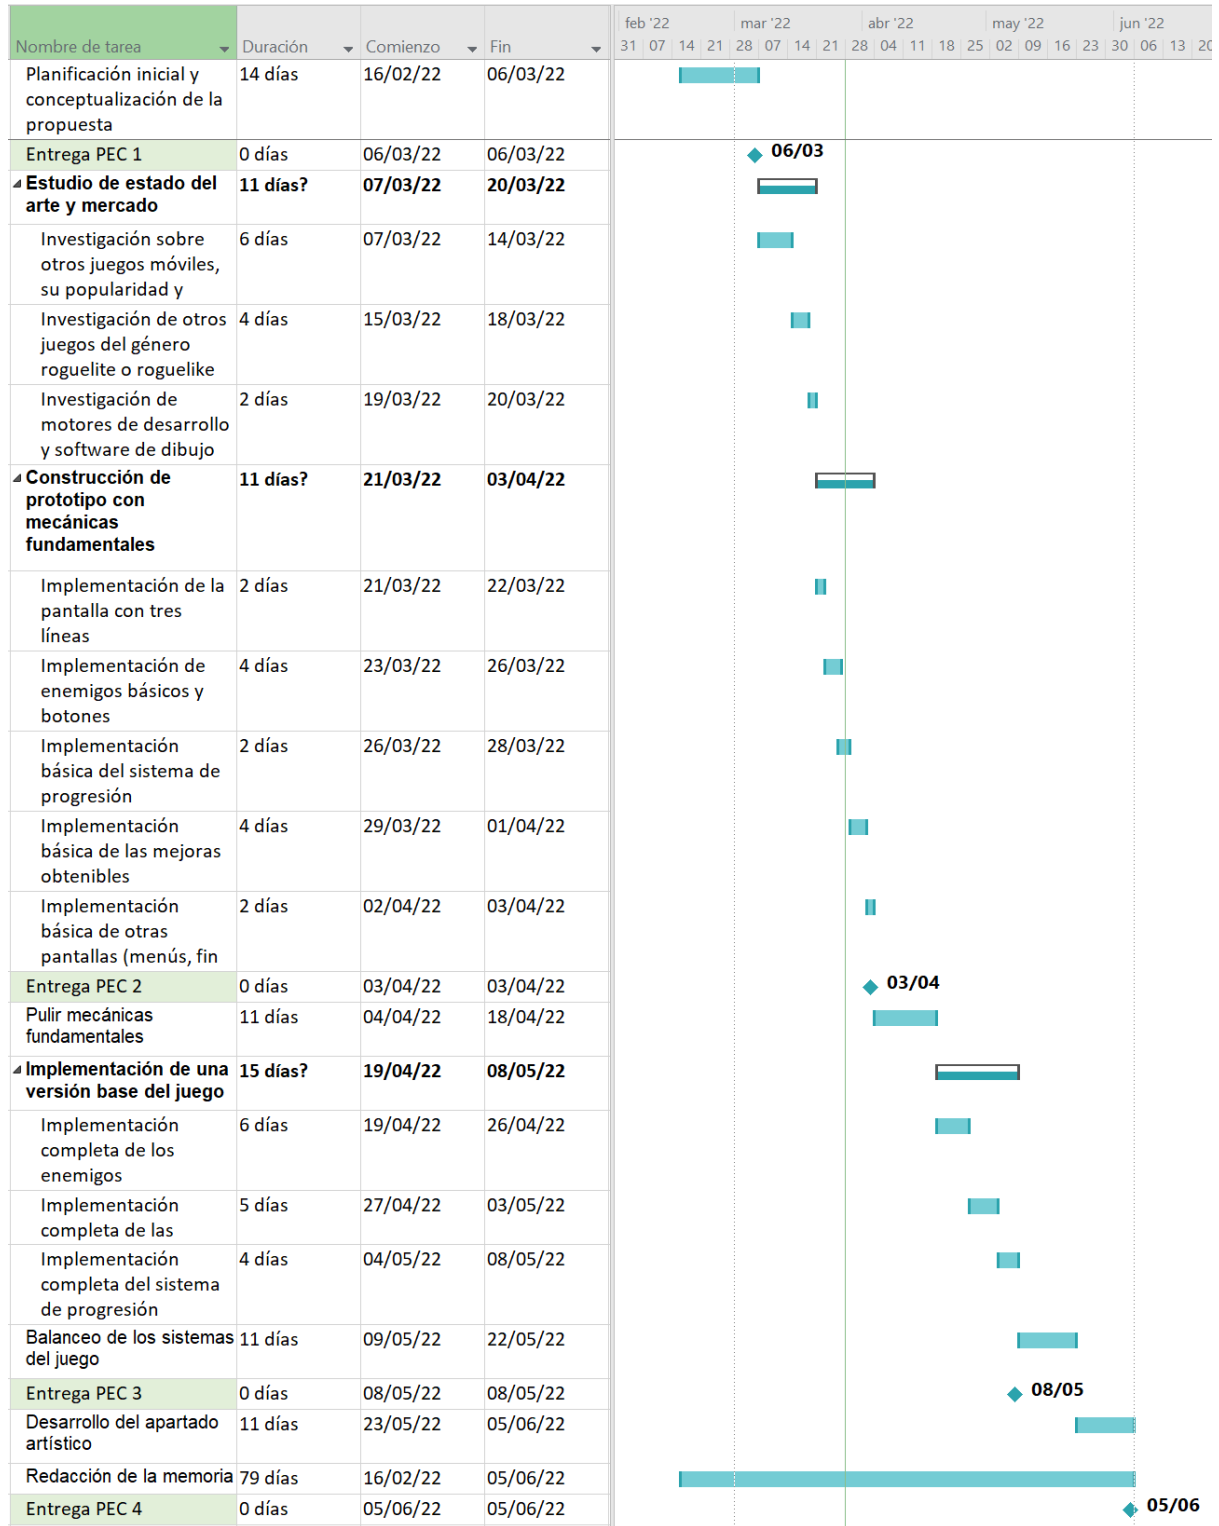 feb '22 mar '22 abr '22 may '22 jun '22
Nombre de tarea Duración Comienzo Fin 31 07 14 21 28 07 14 21 28 04 11 18 25 02 09 16 23 30 06 13 20
Planificación inicial y 14 días 16/02/22 06/03/22
conceptualización de la
propuesta
Entrega PEC 1 0 días 06/03/22 06/03/22 06/03
Estudio de estado del 11 días? 07/03/22 20/03/22
arte y mercado
Investigación sobre 6 días 07/03/22 14/03/22
otros juegos móviles,
su popularidad y
Investigación de otros 4 días 15/03/22 18/03/22
juegos del género
roguelite o roguelike
Investigación de 2 días 19/03/22 20/03/22
motores de desarrollo
y software de dibujo
Construcción de 11 días? 21/03/22 03/04/22
prototipo con
mecánicas
fundamentales
Implementación de la 2 días 21/03/22 22/03/22
pantalla con tres
líneas
Implementación de 4 días 23/03/22 26/03/22
enemigos básicos y
botones
Implementación 2 días 26/03/22 28/03/22
básica del sistema de
progresión
Implementación 4 días 29/03/22 01/04/22
básica de las mejoras
obtenibles
Implementación 2 días 02/04/22 03/04/22
básica de otras
pantallas (menús, fin
Entrega PEC 2 0 días 03/04/22 03/04/22 03/04
Pulir mecánicas 11 días 04/04/22 18/04/22
fundamentales
Implementación de una 15 días? 19/04/22 08/05/22
versión base del juego
Implementación 6 días 19/04/22 26/04/22
completa de los
enemigos
Implementación 5 días 27/04/22 03/05/22
completa de las
Implementación 4 días 04/05/22 08/05/22
completa del sistema
de progresión
Balanceo de los sistemas 11 días 09/05/22 22/05/22
del juego
Entrega PEC 3 0 días 08/05/22 08/05/22 08/05
Desarrollo del apartado 11 días 23/05/22 05/06/22
artístico
Redacción de la memoria 79 días 16/02/22 05/06/22
Entrega PEC 4 0 días 05/06/22 05/06/22 05/06